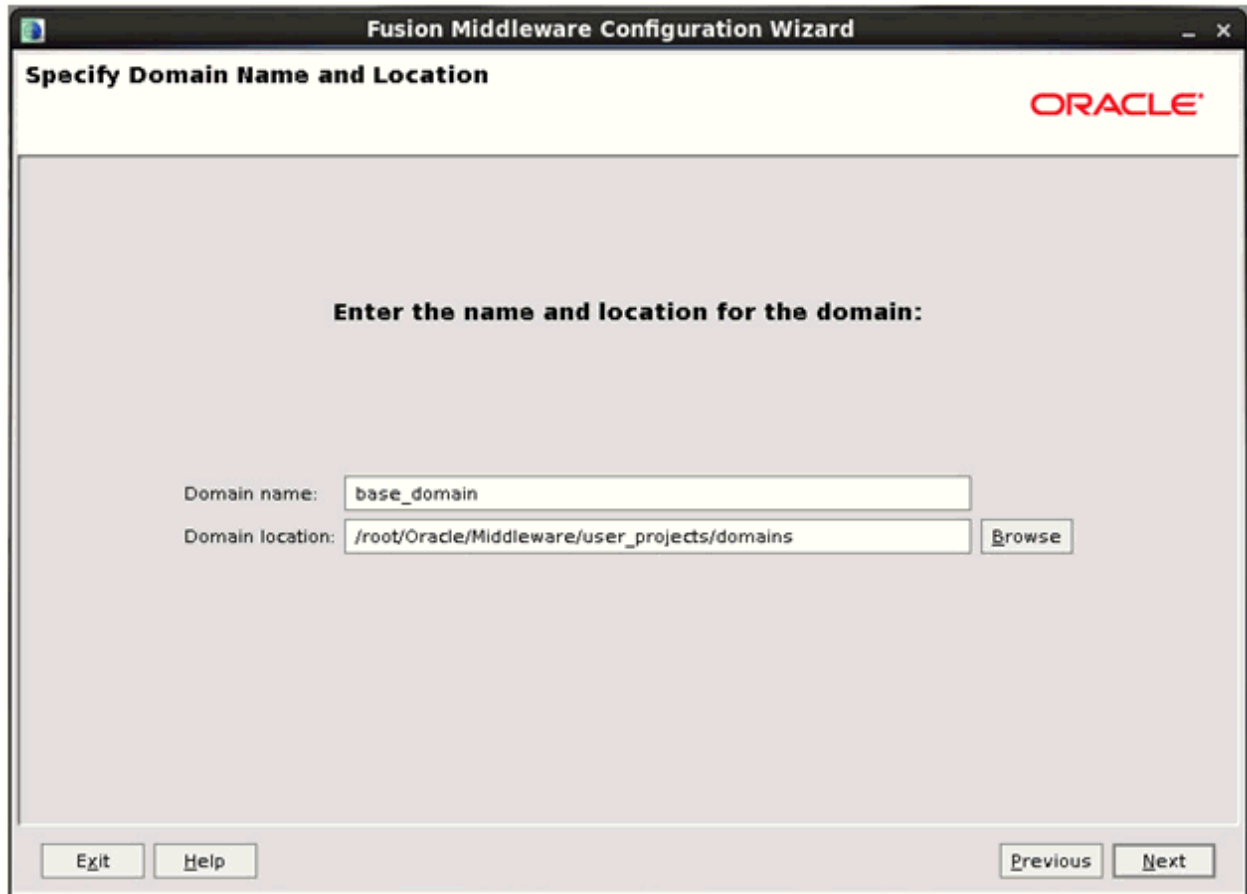 Fusion Middleware Configuration Wizard
Specify Domain Name and Location
ORACLE
Enter the name and location for the domain:
Domain name: base_domain
Domain location: /root/Oracle/Middleware/user_projects/domains Browse
Exit Help Previous Next